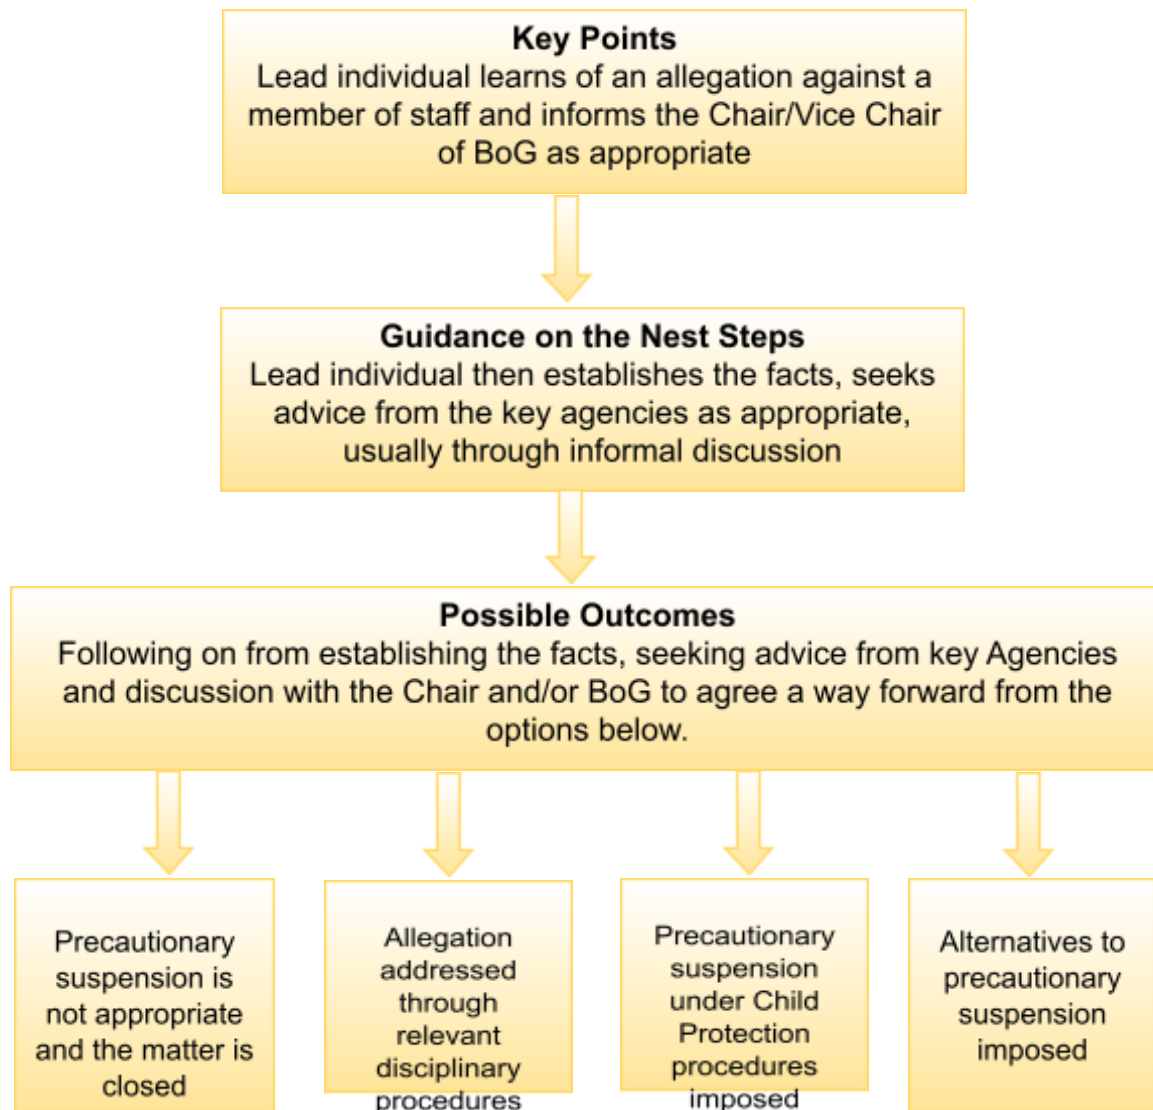 Key Points
Lead individual learns of an allegation against a
member of staff and informs the Chair/Vice Chair
of BoG as appropriate
Guidance on the Nest Steps
Lead individual then establishes the facts, seeks
advice from the key agencies as appropriate,
usually through informal discussion
Possible Outcomes
Following on from establishing the facts, seeking advice from key Agencies
and discussion with the Chair and/or BoG to agree a way forward from the
options below.
Precautionary
suspension is
not appropriate
and the matter is
closed
Allegation
addressed
through
relevant
disciplinary
procedures
Precautionary
suspension
under Child
Protection
procedures
imposed
Alternatives to
precautionary
suspension
imposed